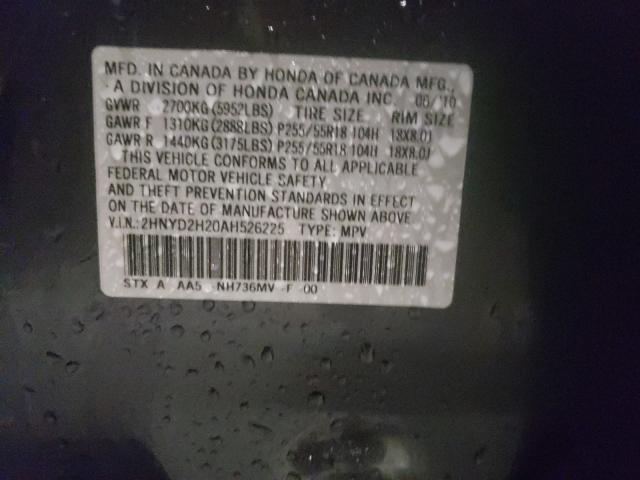 MFD. IN CANADA BY HONDA OF CANADA MFG.,
A DIVISION OF HONDA CANADA INC. 06/'10
GVWR 2700KG(5952LBS) TIRE SIZE RIM SIZE
GAWR F 1310KG(2888LBS) P255/55R18 104H 18X8.0J
GAWR R 1440KG(3175LBS) P255/55R18 104H 18X8.0J
THIS VEHICLE CONFORMS TO ALL APPLICABLE
FEDERAL MOTOR VEHICLE SAFETY
AND THEFT PREVENTION STANDARDS IN EFFECT
ON THE DATE OF MANUFACTURE SHOWN ABOVE
V.I.N.:2HNYD2H20AH526225 TYPE: MPV
STX A AA5 NH736MV -F -00